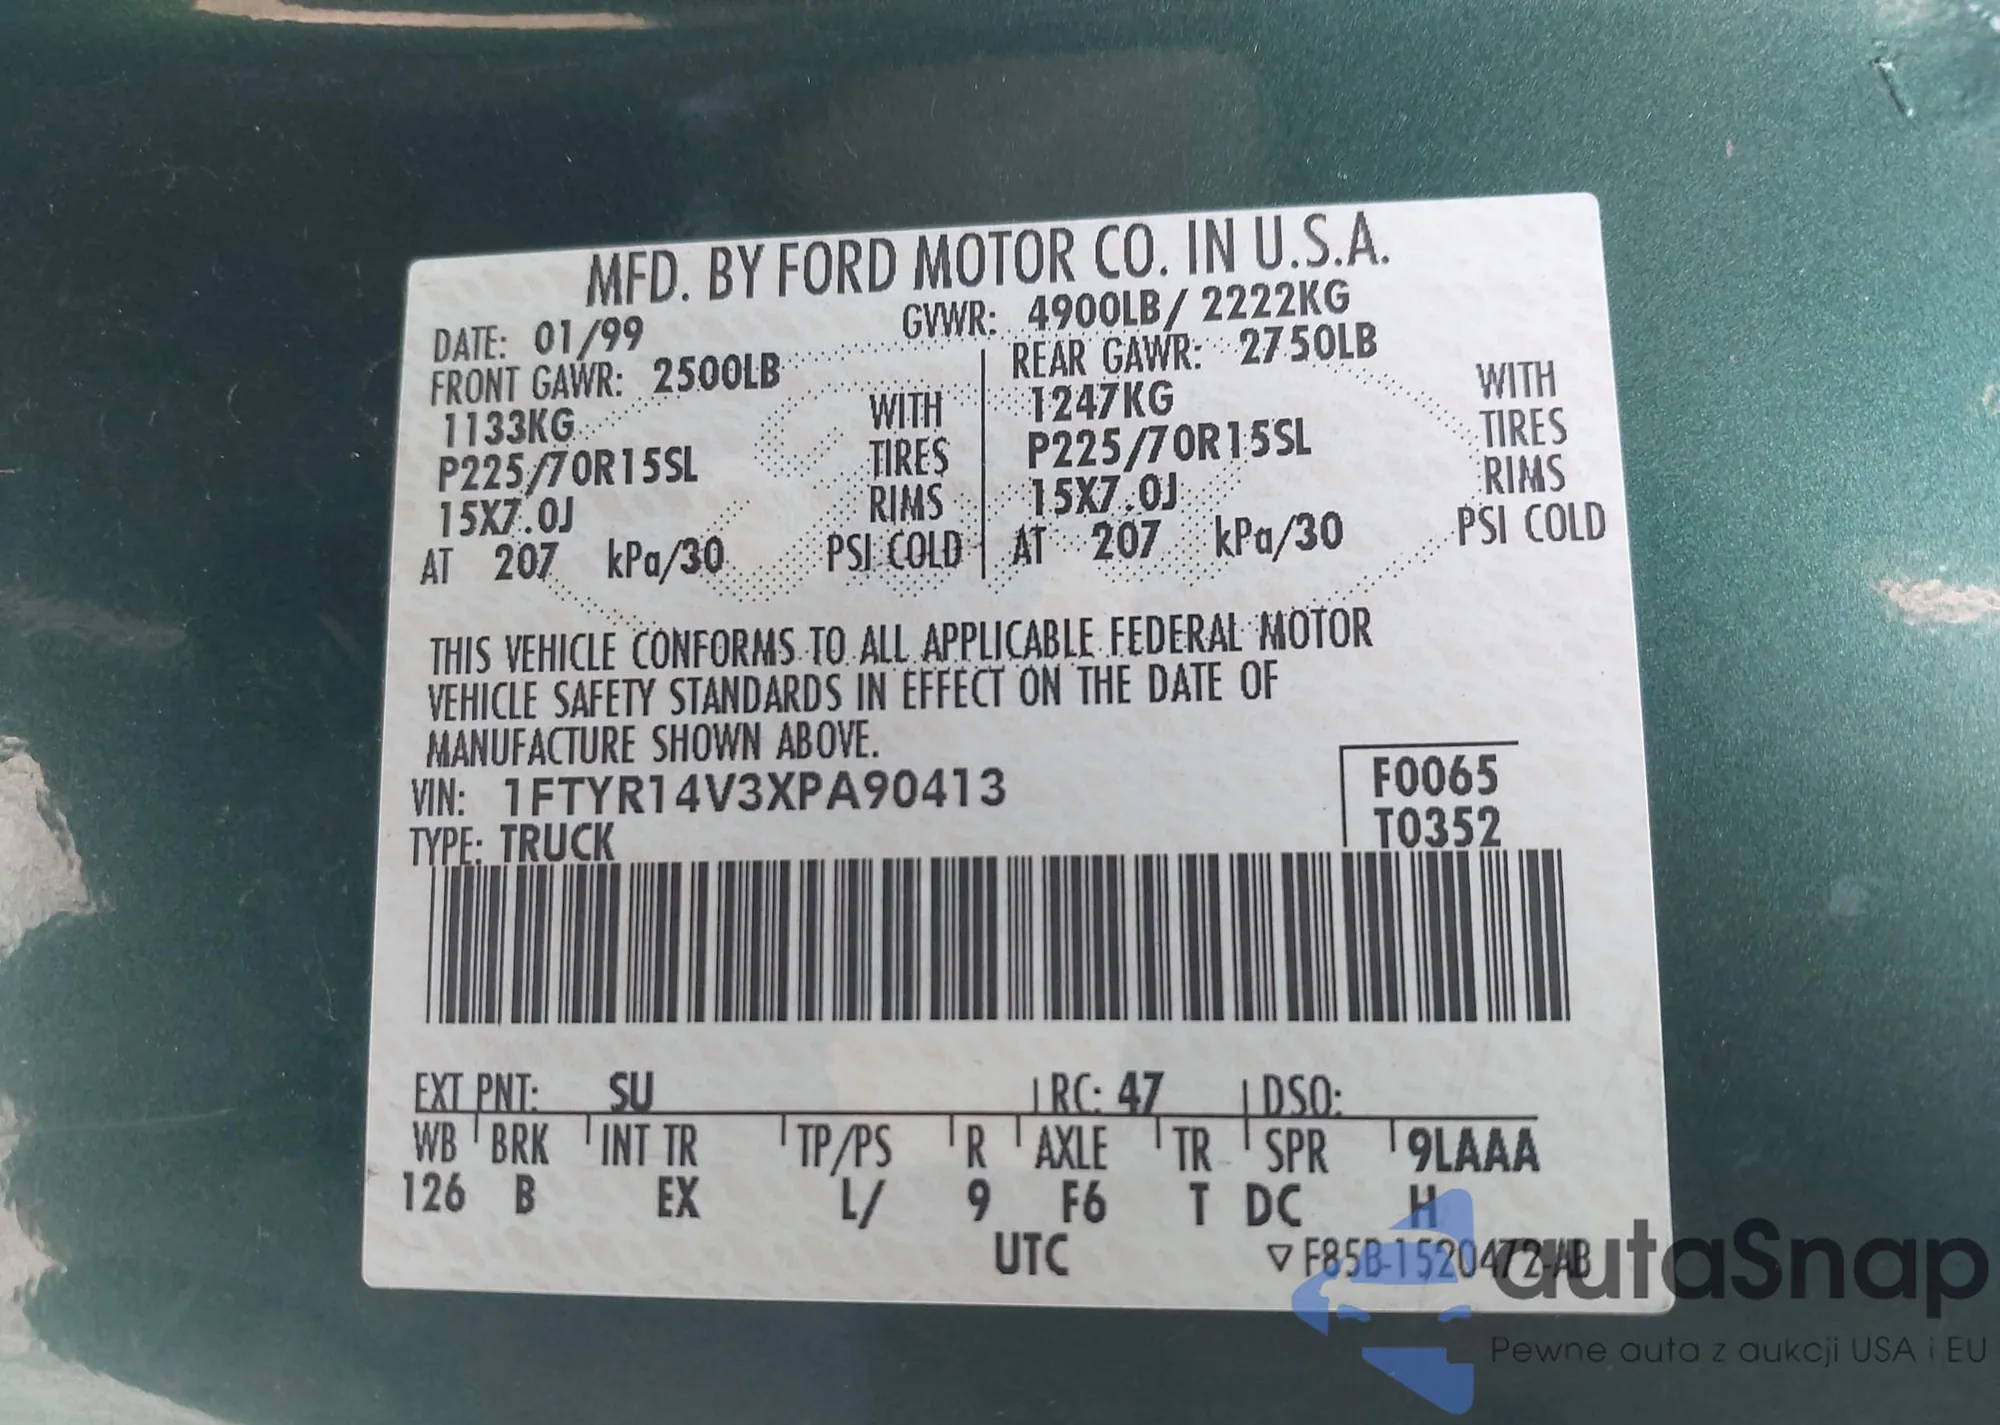 MFD. BY FORD MOTOR CO. IN U.S.A.
DATE: 01/99 GVWR: 4900LB/ 2222KG
FRONT GAWR: 2500LB REAR GAWR: 2750LB
1133KG WITH 1247KG WITH
P225/70R15SL TIRES P225/70R15SL TIRES
15X7.0J RIMS 15X7.0J RIMS
AT 207 kPa/30 PSI COLD AT 207 kPa/30 PSI COLD
THIS VEHICLE CONFORMS TO ALL APPLICABLE FEDERAL MOTOR
VEHICLE SAFETY STANDARDS IN EFFECT ON THE DATE OF
MANUFACTURE SHOWN ABOVE.
VIN: 1FTYR14V3XPA90413 F0065
TYPE: TRUCK T0352
EXT PNT: SU RC: 47 DSO:
WB BRK INT TR TP/PS R AXLE TR SPR 9LAAA
126 B EX L/ 9 F6 T DC H
UTC ▽ F85B-1520472-AB
autaSnap
Pewne auta z aukcji USA i EU